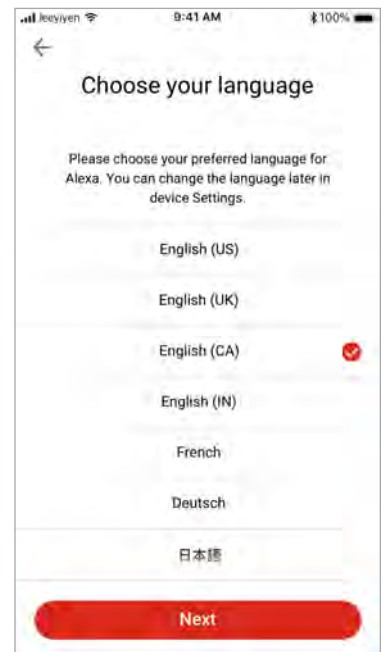 Jeeyiyen 9:41 AM 100%
Choose your language
Please choose your preferred language for
Alexa. You can change the language later in
device Settings.
English (US)
English (UK)
English (CA)
English (IN)
French
Deutsch
日本語
Next